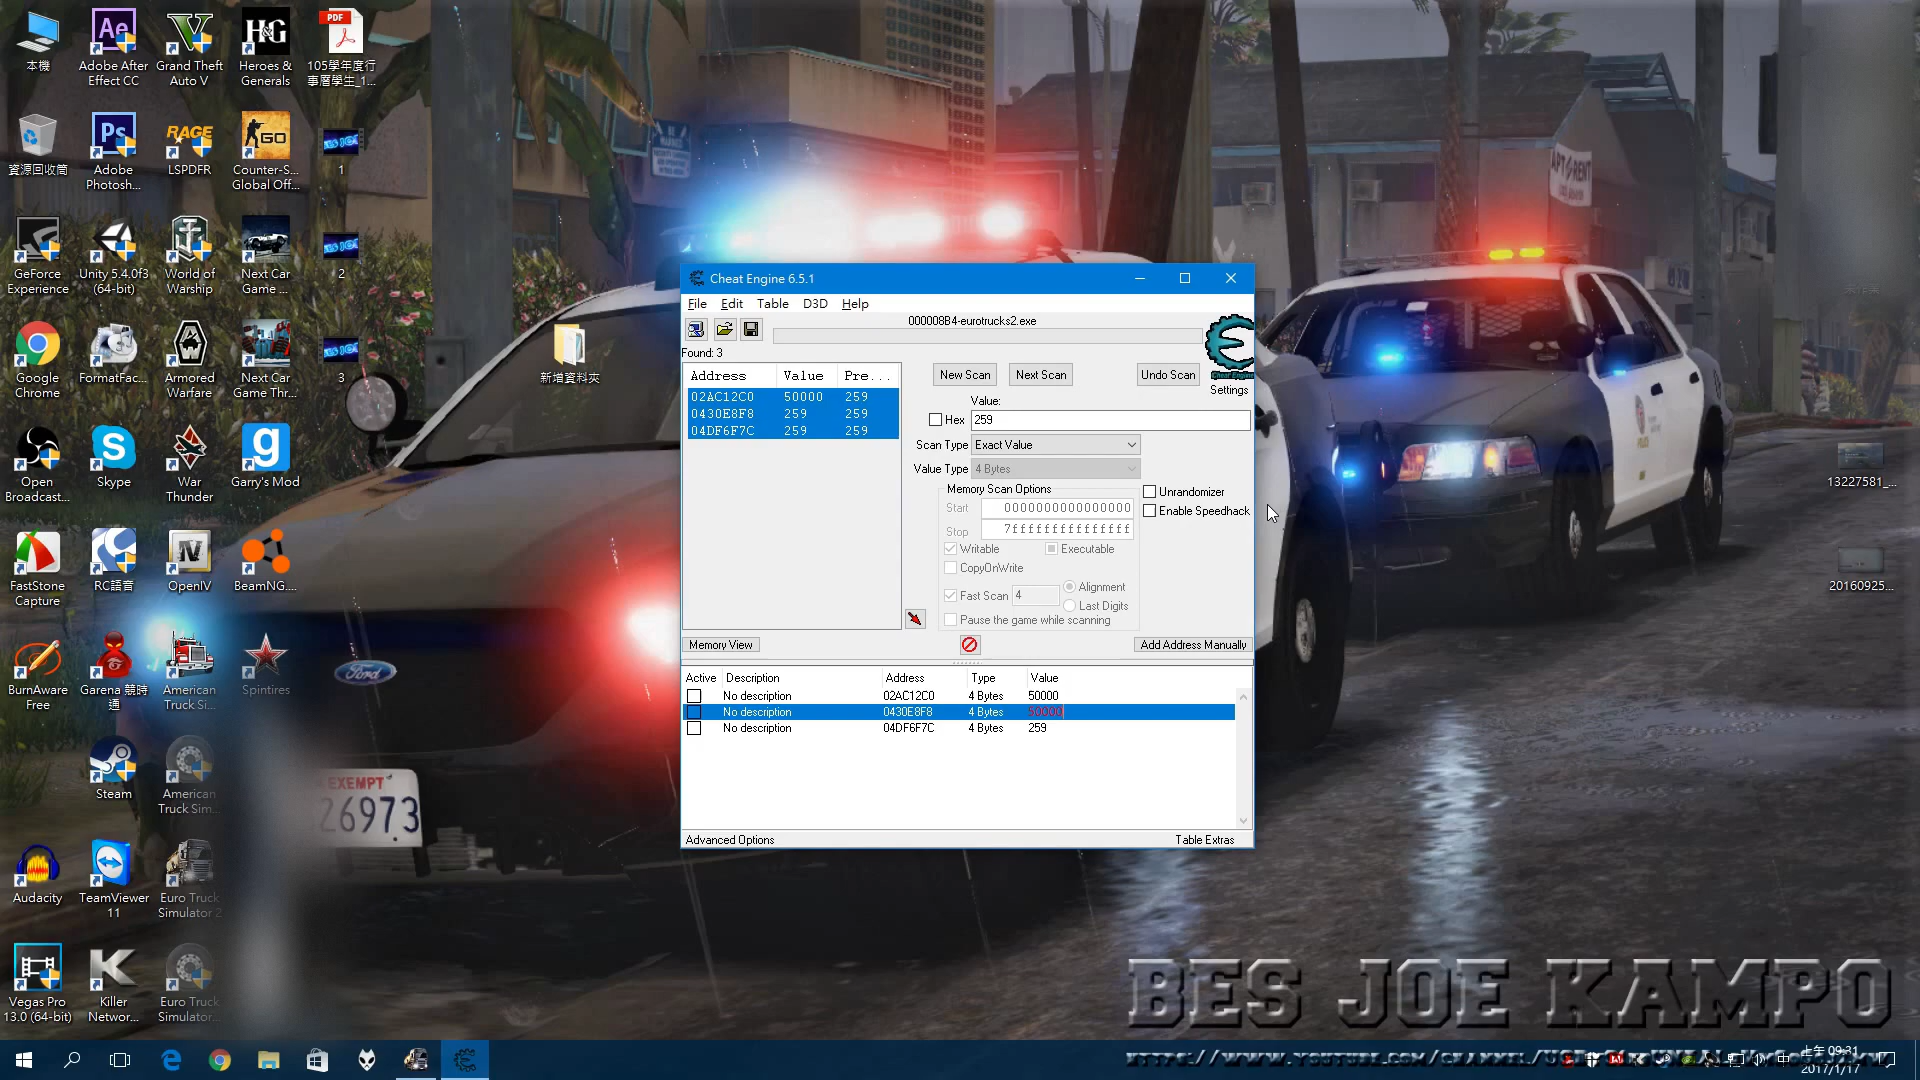 本機
Adobe After
Effect CC
Grand Theft
Auto V
Heroes &
Generals
105學年度行
事曆學生_1...
資源回收筒
Adobe
Photosh...
LSPDFR
Counter-S...
Global Off...
1
GeForce
Experience
Unity 5.4.0f3
(64-bit)
World of
Warship
Next Car
Game ...
2
Google
Chrome
FormatFac...
Armored
Warfare
Next Car
Game Thr...
3
新增資料夾
Open
Broadcast...
Skype
War
Thunder
Garry's Mod
FastStone
Capture
RC語音
OpenIV
BeamNG....
BurnAware
Free
Garena 競時
通
American
Truck Si...
Spintires
Steam
American
Truck Sim...
Audacity
TeamViewer
11
Euro Truck
Simulator 2
Vegas Pro
13.0 (64-bit)
Killer
Networ...
Euro Truck
Simulator...
13227581_...
20160925...
Cheat Engine 6.5.1
File Edit Table D3D Help
000008B4-eurotrucks2.exe
Found: 3
Address Value Pre...
02AC12C0 50000 259
0430E8F8 259 259
04DF6F7C 259 259
New Scan Next Scan Undo Scan
Settings
Value:
Hex 259
Scan Type Exact Value
Value Type 4 Bytes
Memory Scan Options
Start 0000000000000000
Stop 7fffffffffffffff
Writable Executable
CopyOnWrite
Fast Scan 4 Alignment
Last Digits
Pause the game while scanning
Unrandomizer
Enable Speedhack
Memory View Add Address Manually
Active Description Address Type Value
No description 02AC12C0 4 Bytes 50000
No description 0430E8F8 4 Bytes 50000
No description 04DF6F7C 4 Bytes 259
Advanced Options Table Extras
EXEMPT
26973
Ford
APT RENT
BES JOE KAMPO
上午 09:31
2017/1/17